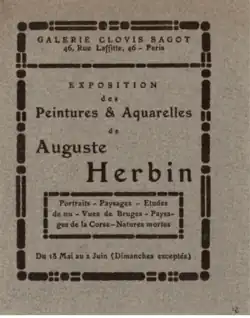 GALERIE CLOVIS SAGOT
46, Rue Laffitte, 46 - Paris
EXPOSITION
des
Peintures & Aquarelles
de
Auguste
Herbin
Portraits - Paysages - Etudes
de nu - Vues de Bruges - Paysa-
ges de la Corse - Natures mortes
Du 18 Mai au 2 Juin (Dimanches exceptés)